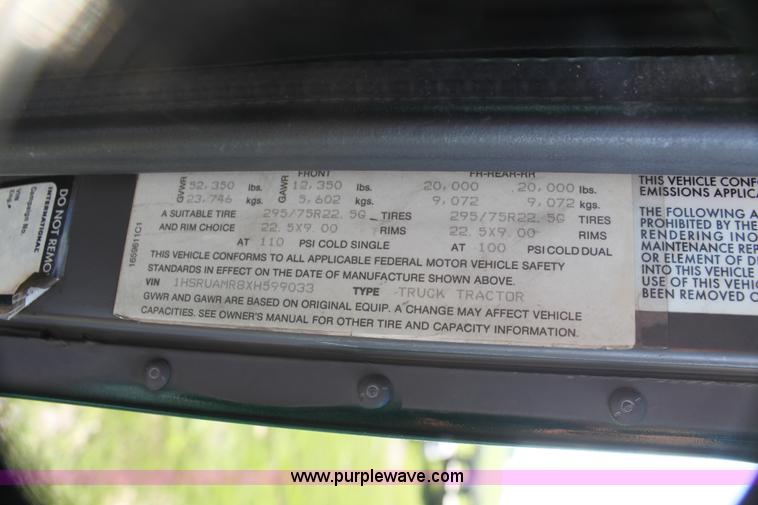 FRONT FR-REAR-RR
GVWR 52,350 lbs. GAWR 12,350 lbs. 20,000 20,000 lbs
23,746 kgs. 5,602 kgs. 9,072 9,072 kgs.
A SUITABLE TIRE 295/75R22.5G TIRES 295/75R22.5G TIRES
AND RIM CHOICE 22.5X9.00 RIMS 22.5X9.00 RIMS
AT 110 PSI COLD SINGLE AT 100 PSI COLD DUAL
THIS VEHICLE CONFORMS TO ALL APPLICABLE FEDERAL MOTOR VEHICLE SAFETY
STANDARDS IN EFFECT ON THE DATE OF MANUFACTURE SHOWN ABOVE.
VIN 1HSRUAMR8XH599033 TYPE TRUCK TRACTOR
GVWR AND GAWR ARE BASED ON ORIGINAL EQUIP. A CHANGE MAY AFFECT VEHICLE
CAPACITIES. SEE OWNER'S MANUAL FOR OTHER TIRE AND CAPACITY INFORMATION.
1659611C1
DO NOT REMO
INTERNATIONAL
Campaign No.
VIN
Eng.
THIS VEHICLE CONF
EMISSIONS APPLICA
THE FOLLOWING A
PROHIBITED BY THE
RENDERING INO
MAINTENANCE REP
OR ELEMENT OF D
INTO THIS VEHICLE
USE OF THIS VEH
BEEN REMOVED O
www.purplewave.com